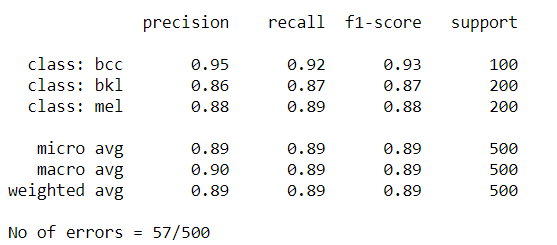 precision recall f1-score support
class: bcc 0.95 0.92 0.93 100
class: bkl 0.86 0.87 0.87 200
class: mel 0.88 0.89 0.88 200
micro avg 0.89 0.89 0.89 500
macro avg 0.90 0.89 0.89 500
weighted avg 0.89 0.89 0.89 500
No of errors = 57/500